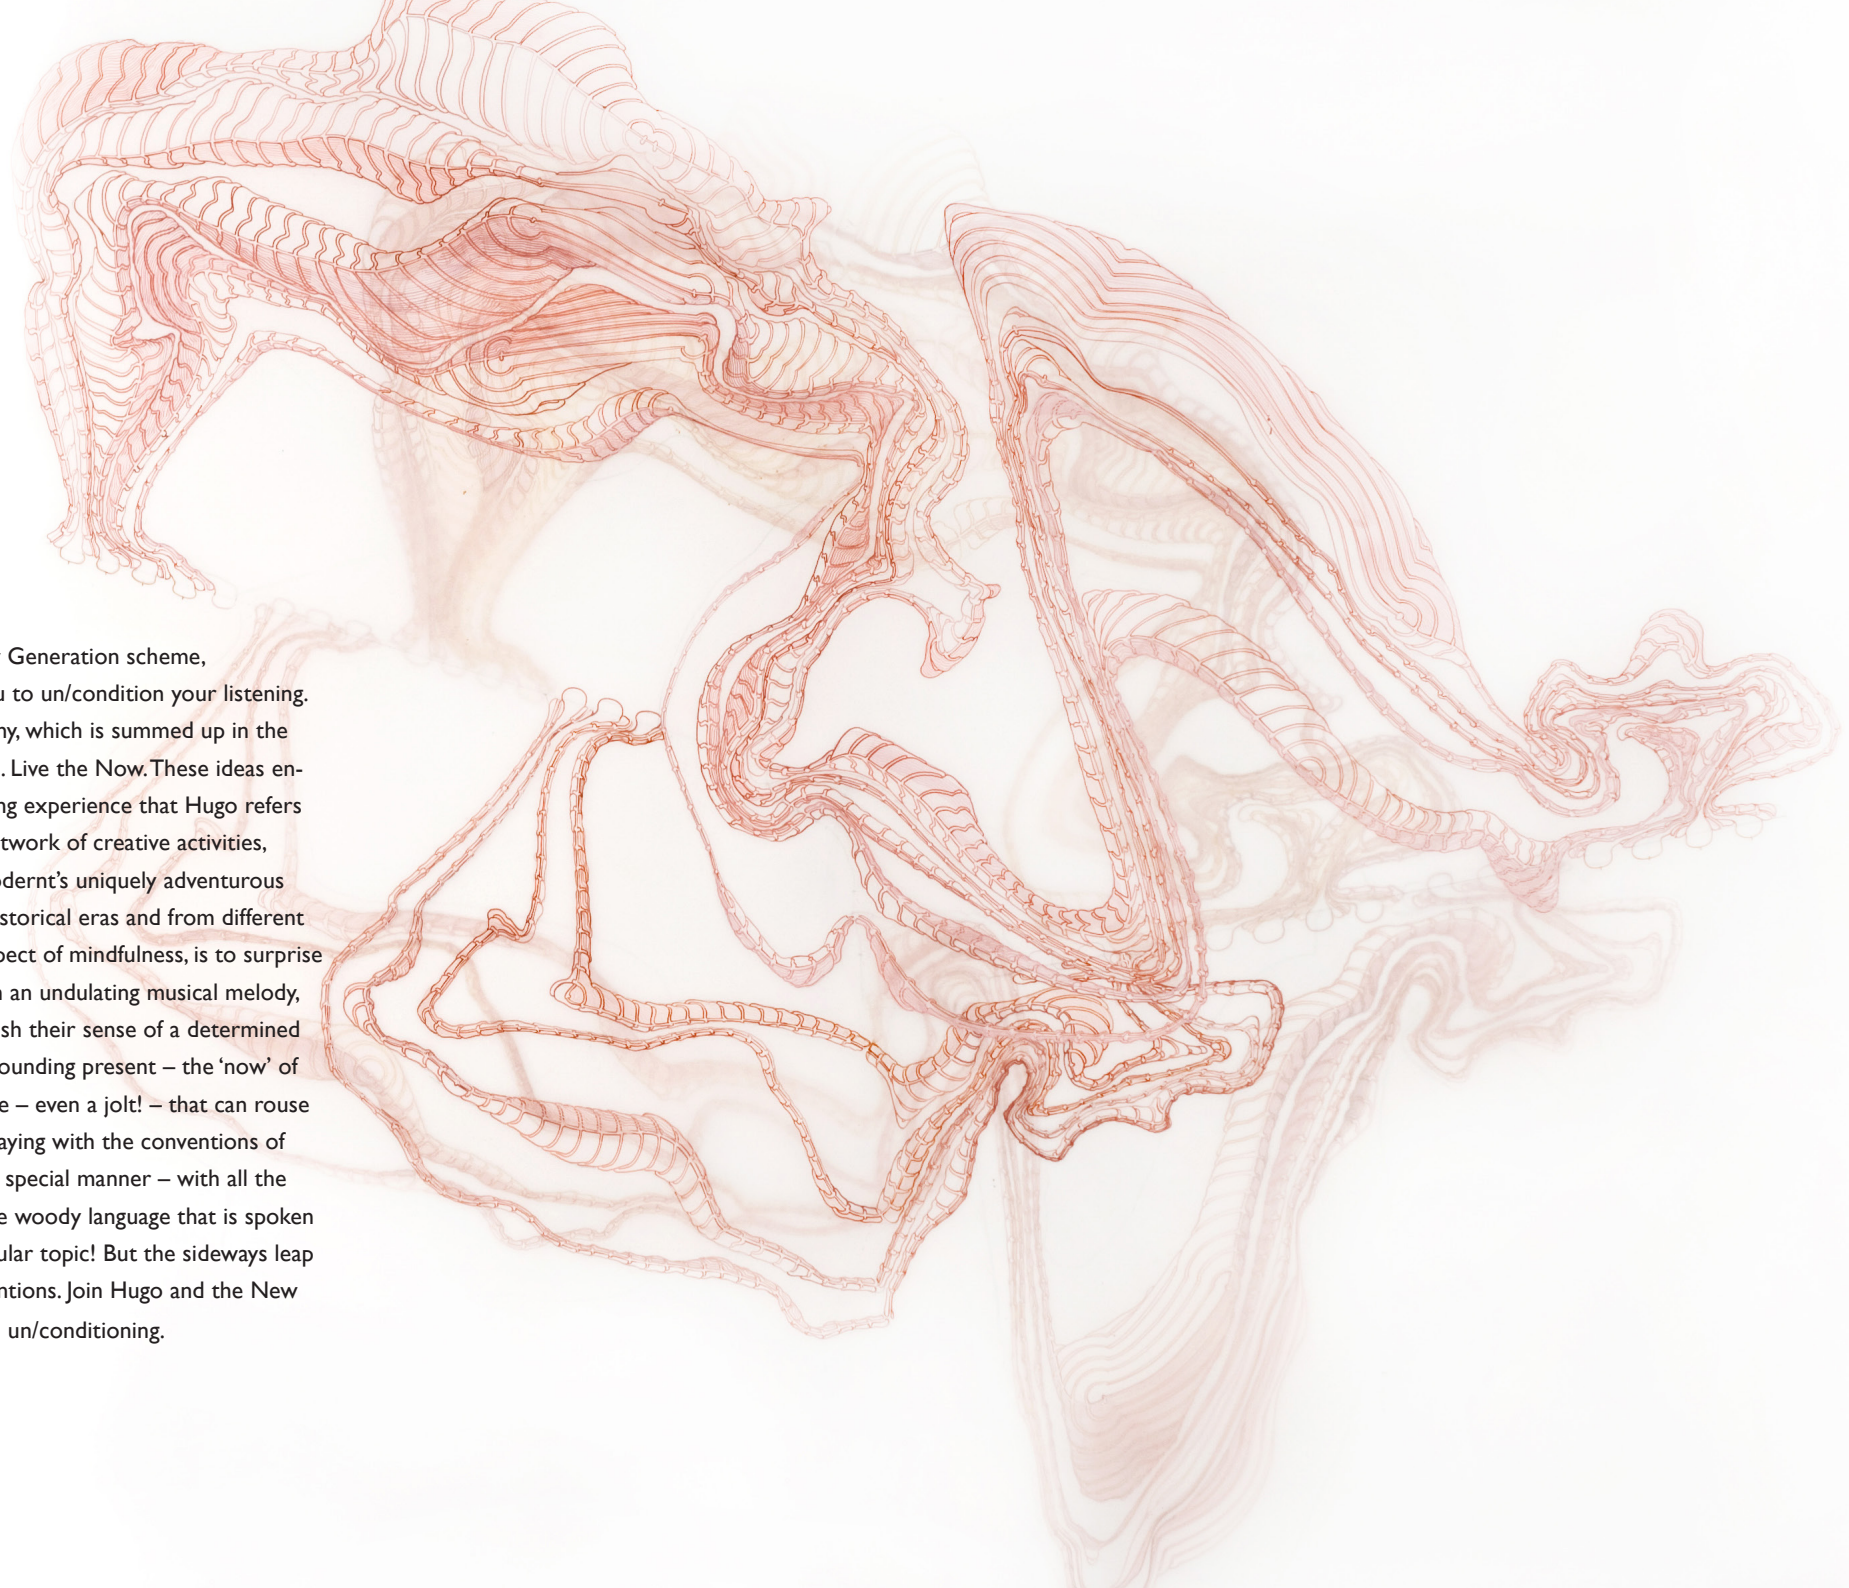 Generation scheme,
u to un/condition your listening.
ny, which is summed up in the
. Live the Now. These ideas en-
ng experience that Hugo refers
twork of creative activities,
odernt’s uniquely adventurous
istorical eras and from different
pect of mindfulness, is to surprise
n an undulating musical melody,
sh their sense of a determined
ounding present – the ‘now’ of
e – even a jolt! – that can rouse
aying with the conventions of
special manner – with all the
e woody language that is spoken
ular topic! But the sideways leap
ntions. Join Hugo and the New
un/conditioning.